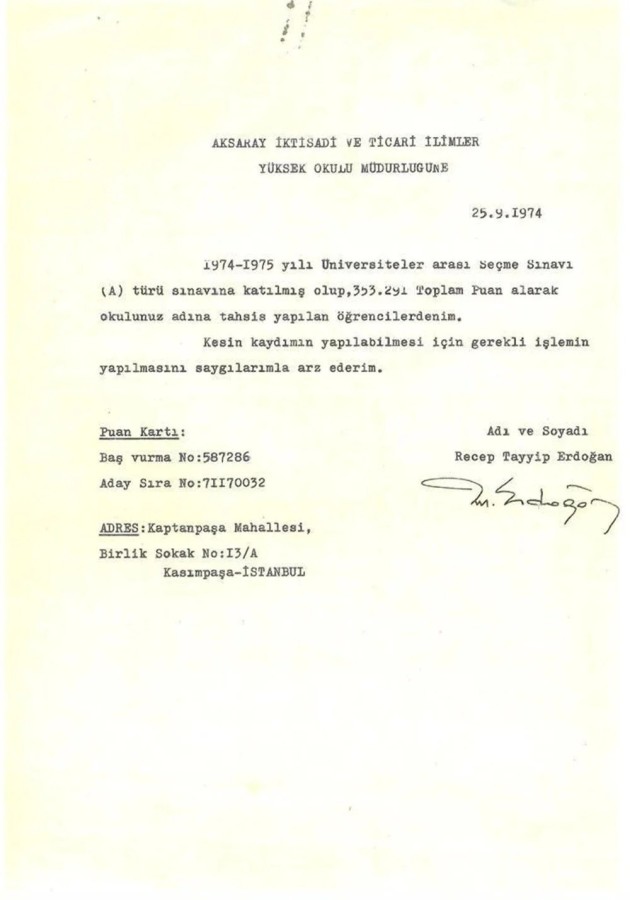 AKSARAY İKTİSADİ VE TİCARİ İLİMLER
YÜKSEK OKULU MÜDURLUGUNE
25.9.1974
1974-1975 yılı Üniversiteler arası Seçme Sınavı
(A) türü sınavına katılmış olup,353.291 Toplam Puan alarak
okulunuz adına tahsis yapılan öğrencilerdenim.
Kesin kaydımın yapılabilmesi için gerekli işlemin
yapılmasını saygılarımla arz ederim.
Puan Kartı:
Adı ve Soyadı
Baş vurma No:587286
Recep Tayyip Erdoğan
Aday Sıra No:7II70032
ADRES:Kaptanpaşa Mahallesi,
Birlik Sokak No:I3/A
Kasımpaşa-İSTANBUL